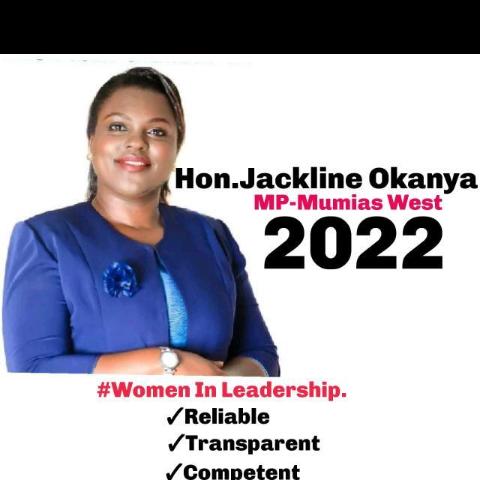 Hon.Jackline Okanya
MP-Mumias West
2022
#Women In Leadership.
✓Reliable
✓Transparent
✓Competent